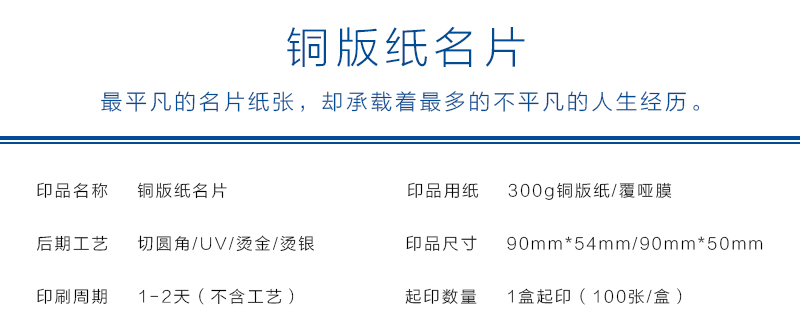 铜版纸名片
最平凡的名片纸张，却承载着最多的不平凡的人生经历。
印品名称 铜版纸名片 印品用纸 300g铜版纸/覆哑膜
后期工艺 切圆角/UV/烫金/烫银 印品尺寸 90mm*54mm/90mm*50mm
印刷周期 1-2天（不含工艺） 起印数量 1盒起印（100张/盒）